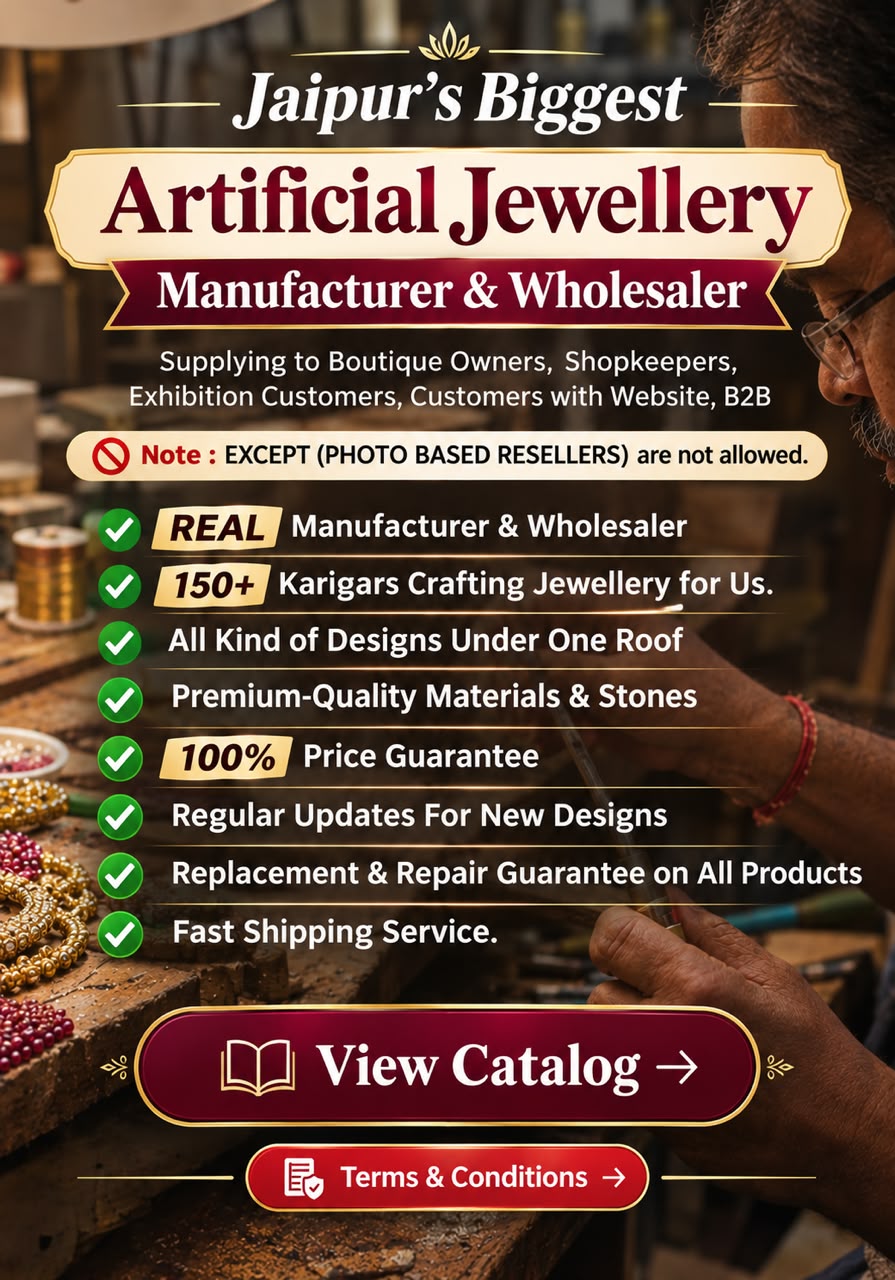 Jaipur's Biggest
Artificial Jewellery
Manufacturer & Wholesaler
Supplying to Boutique Owners, Shopkeepers,
Exhibition Customers, Customers with Website, B2B
Note : EXCEPT (PHOTO BASED RESELLERS) are not allowed.
REAL Manufacturer & Wholesaler
150+ Karigars Crafting Jewellery for Us.
All Kind of Designs Under One Roof
Premium-Quality Materials & Stones
100% Price Guarantee
Regular Updates For New Designs
Replacement & Repair Guarantee on All Products
Fast Shipping Service.
View Catalog →
Terms & Conditions →